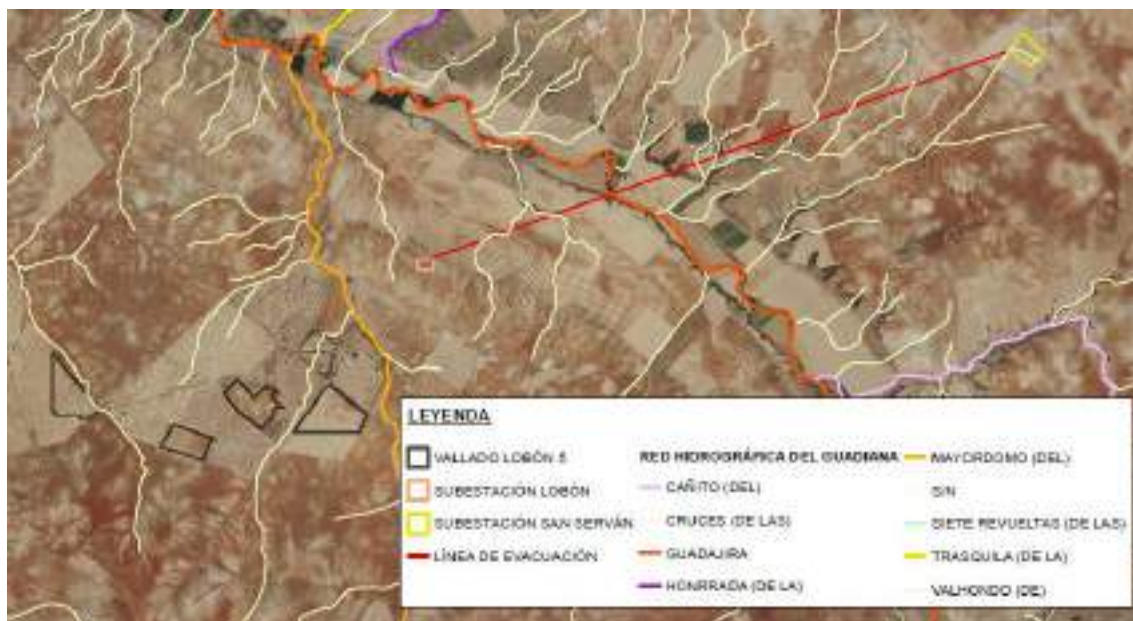 LEYENDA
VALLADO LOBÓN 5
SUBESTACIÓN LOBÓN
SUBESTACIÓN SAN SERVÁN
LÍNEA DE EVACUACIÓN
RED HIDROGRÁFICA DEL GUADIANA
CAÑITO (DEL)
CRUCES (DE LAS)
GUADAJIRA
HONRRADA (DE LA)
MAYORDOMO (DEL)
S/N
SIETE REVUELTAS (DE LAS)
TRASQUILA (DE LA)
VALHONDO (DE)